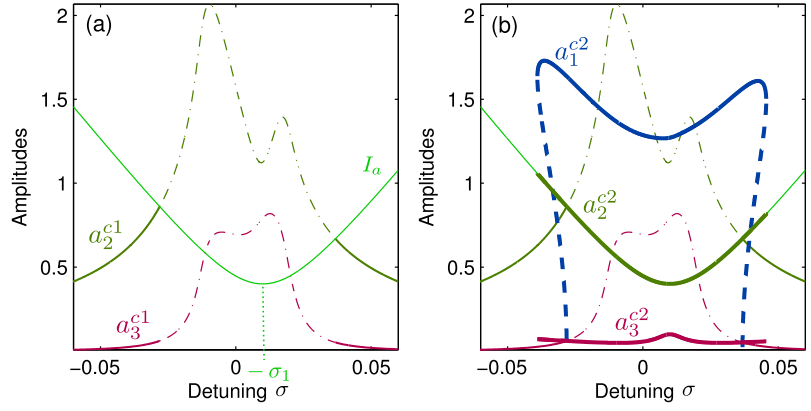 (a)
2
1.5
1
0.5
Amplitudes
I_a
a_2^{c1}
a_3^{c1}
−0.05
0
−σ_1
0.05
Detuning σ
(b)
2
1.5
1
0.5
Amplitudes
a_1^{c2}
a_2^{c2}
a_3^{c2}
−0.05
0
0.05
Detuning σ